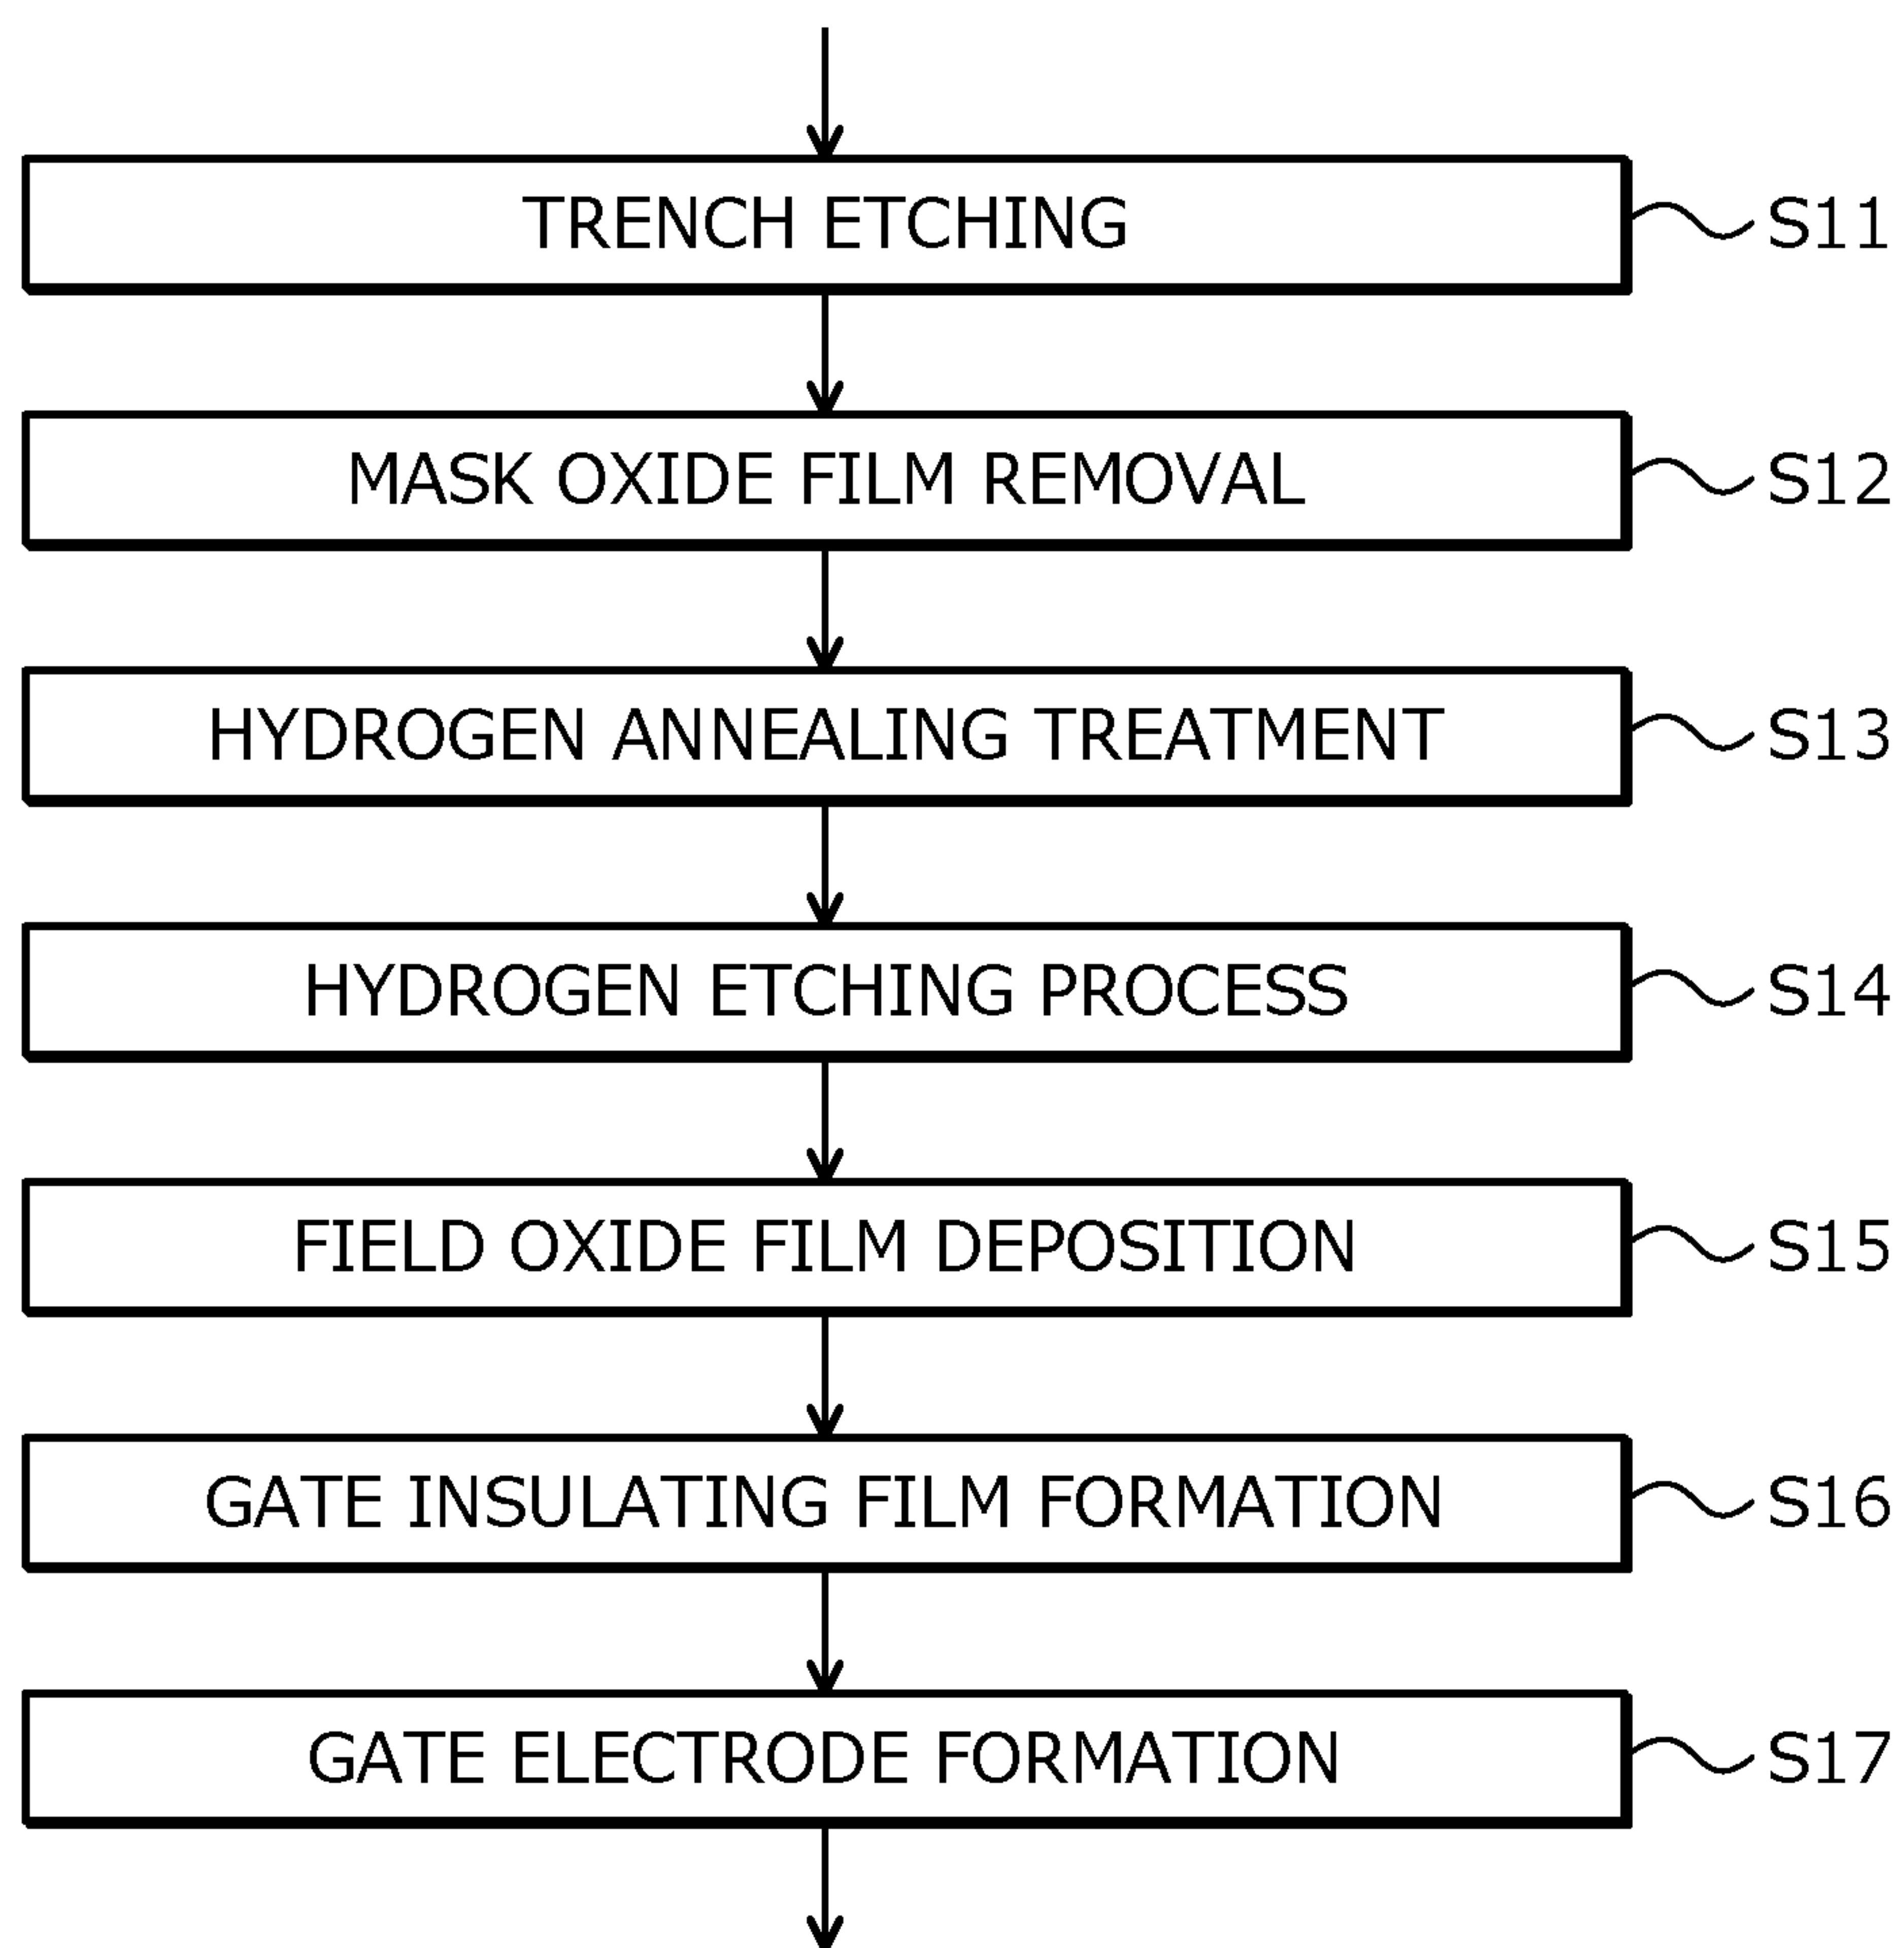 TRENCH ETCHING S11
MASK OXIDE FILM REMOVAL S12
HYDROGEN ANNEALING TREATMENT S13
HYDROGEN ETCHING PROCESS S14
FIELD OXIDE FILM DEPOSITION S15
GATE INSULATING FILM FORMATION S16
GATE ELECTRODE FORMATION S17